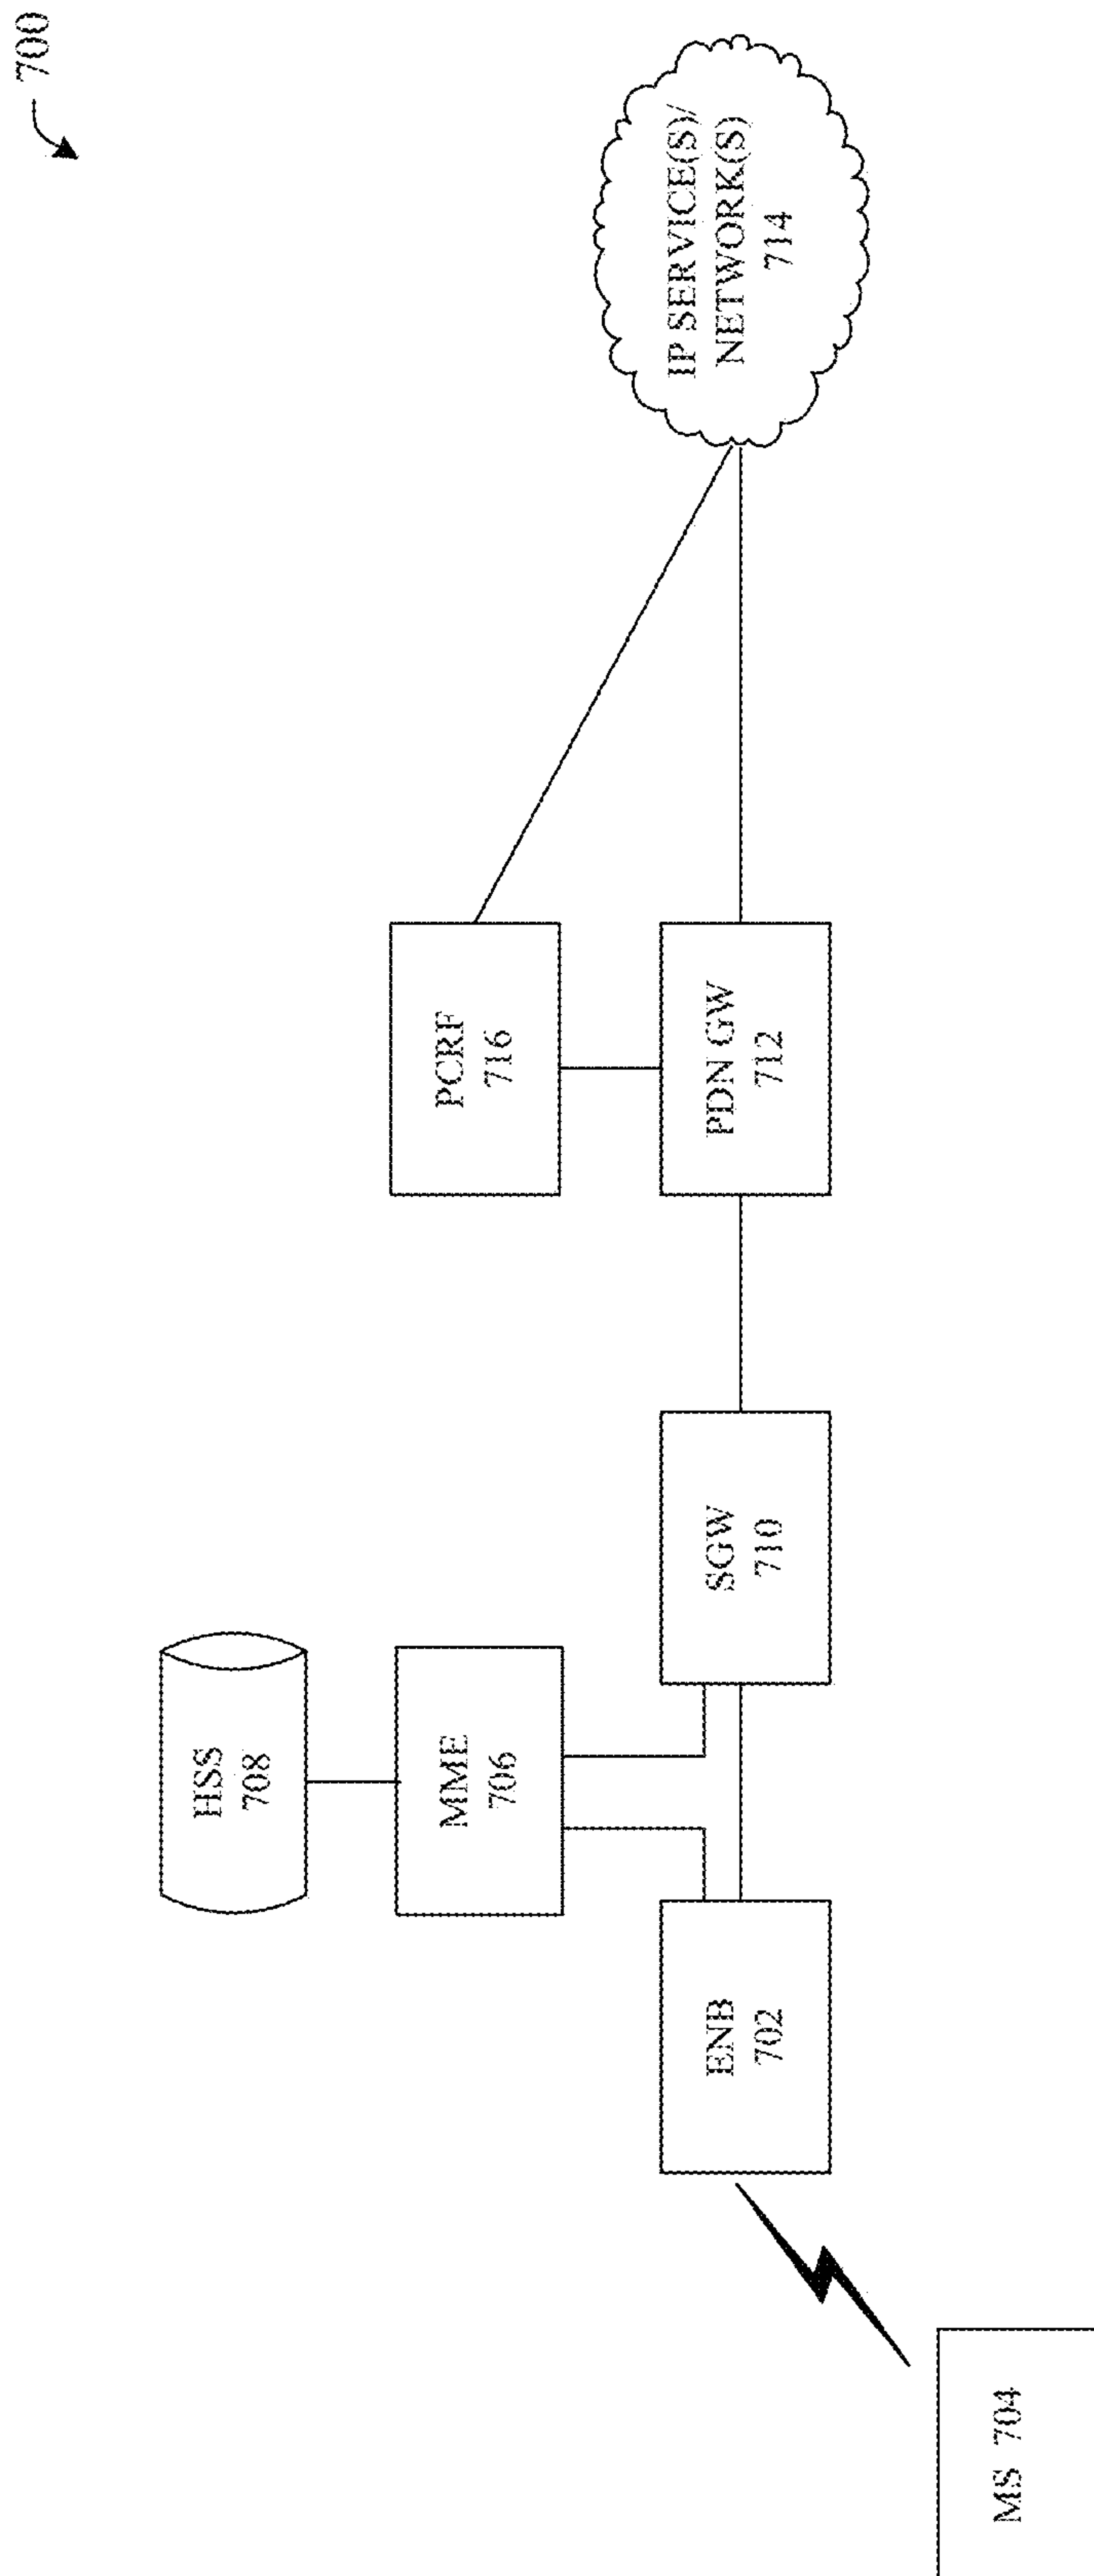 700
HSS
708
MME
706
PCRF
716
IP SERVICE(S)/
NETWORK(S)
714
ENB
702
SGW
710
PDN GW
712
MS 704